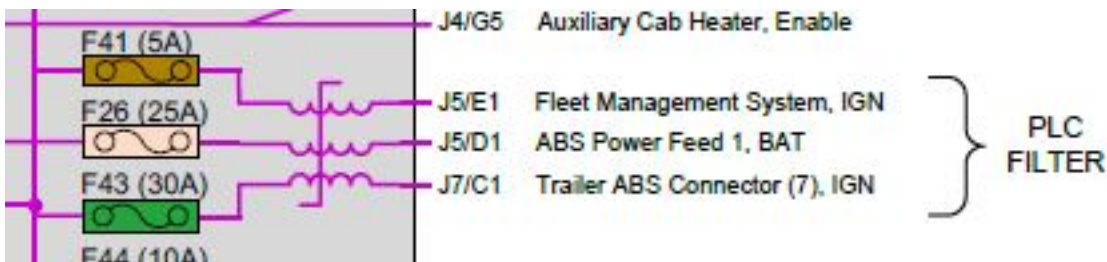 J4/G5 Auxiliary Cab Heater, Enable
F41 (5A)
J5/E1 Fleet Management System, IGN
F26 (25A)
J5/D1 ABS Power Feed 1, BAT
F43 (30A)
J7/C1 Trailer ABS Connector (7), IGN
PLC
FILTER
F44 (10A)